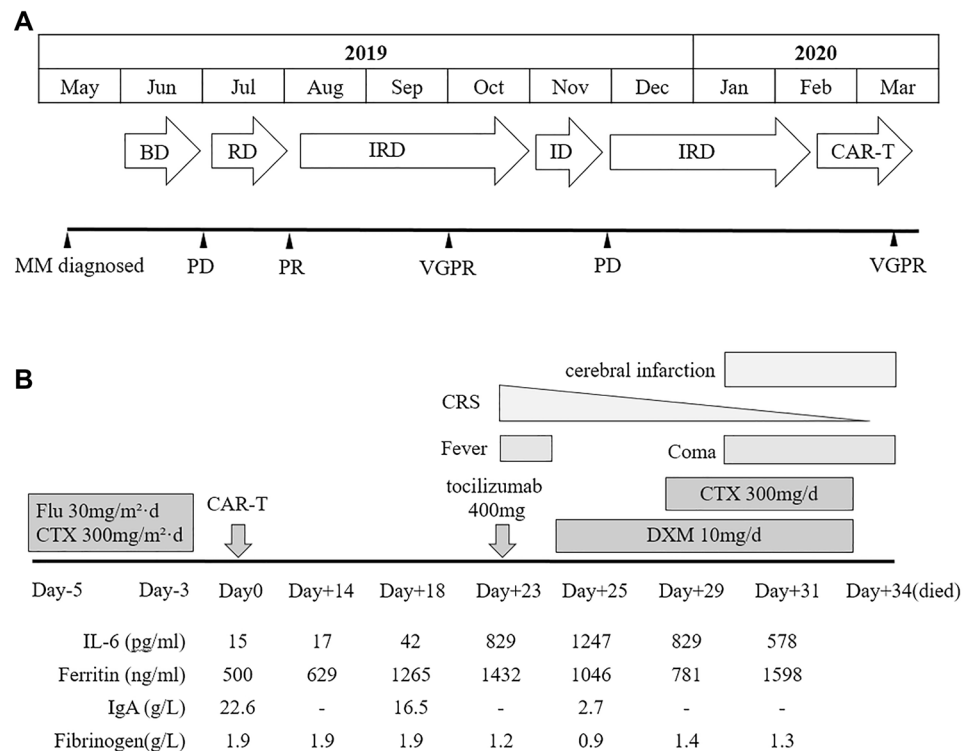 A
2019 2020
May Jun Jul Aug Sep Oct Nov Dec Jan Feb Mar
BD RD IRD ID IRD CAR-T
MM diagnosed PD PR VGPR PD VGPR
B
cerebral infarction
CRS
Fever Coma
Flu 30mg/m²·d
CTX 300mg/m²·d
CAR-T
tocilizumab
400mg
CTX 300mg/d
DXM 10mg/d
Day-5 Day-3 Day0 Day+14 Day+18 Day+23 Day+25 Day+29 Day+31 Day+34(died)
IL-6 (pg/ml) 15 17 42 829 1247 829 578
Ferritin (ng/ml) 500 629 1265 1432 1046 781 1598
IgA (g/L) 22.6 - 16.5 - 2.7 - -
Fibrinogen(g/L) 1.9 1.9 1.9 1.2 0.9 1.4 1.3